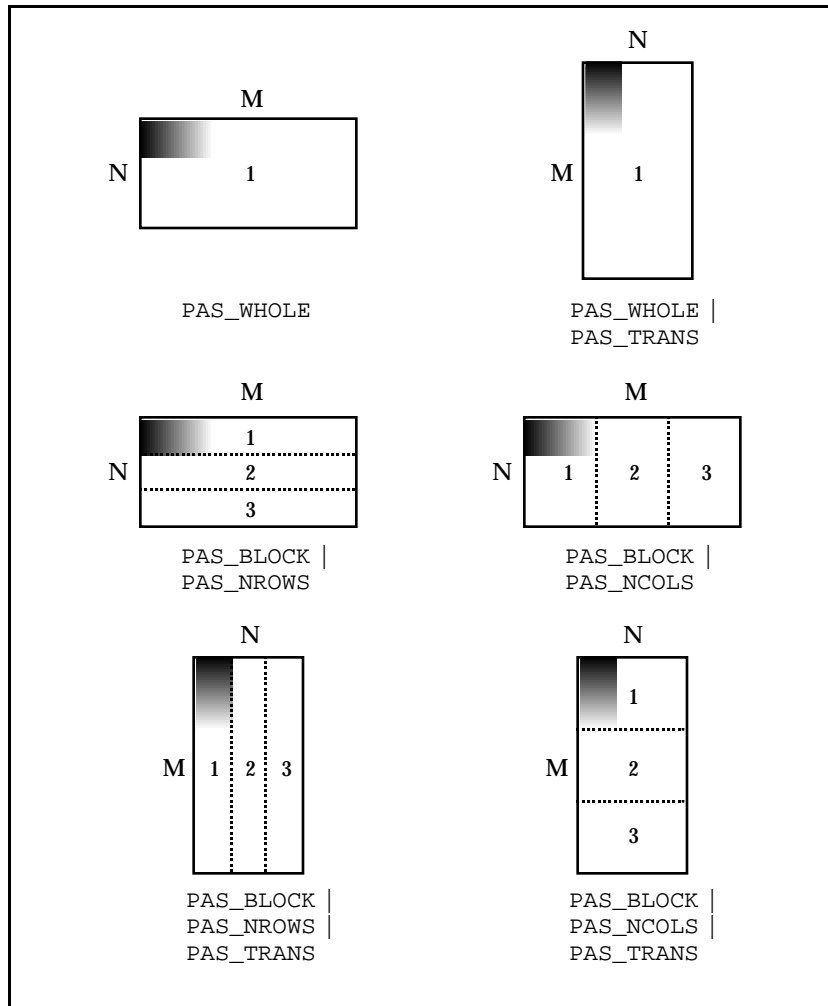 M
N 1
PAS_WHOLE
N
M 1
PAS_WHOLE |
PAS_TRANS
M
N
1
2
3
PAS_BLOCK |
PAS_NROWS
M
N 1 2 3
PAS_BLOCK |
PAS_NCOLS
N
M 1 2 3
PAS_BLOCK |
PAS_NROWS |
PAS_TRANS
N
M
1
2
3
PAS_BLOCK |
PAS_NCOLS |
PAS_TRANS